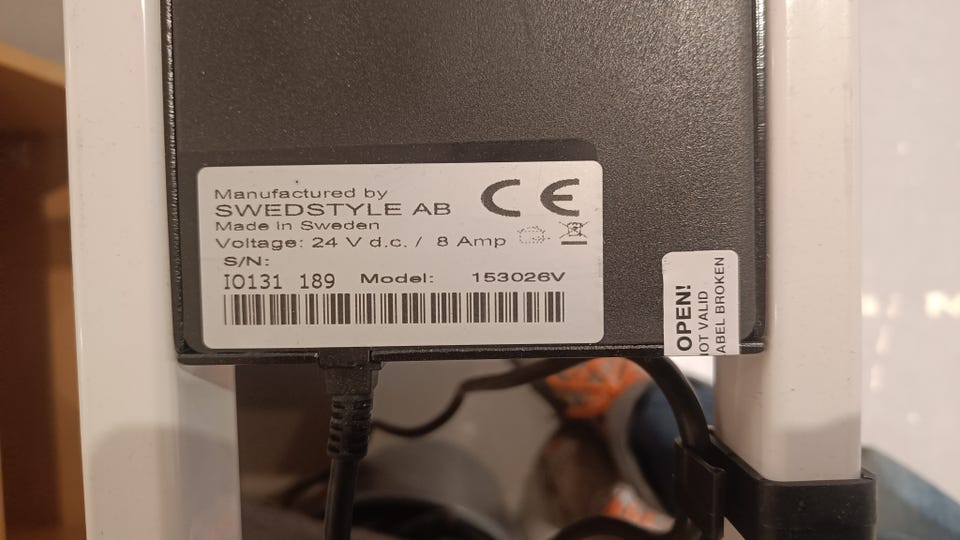 Manufactured by
SWEDSTYLE AB
Made in Sweden
Voltage: 24 V d.c. / 8 Amp
S/N:
IO131 189 Model: 153026V
CE
OPEN!
OT VALID
ABEL BROKEN